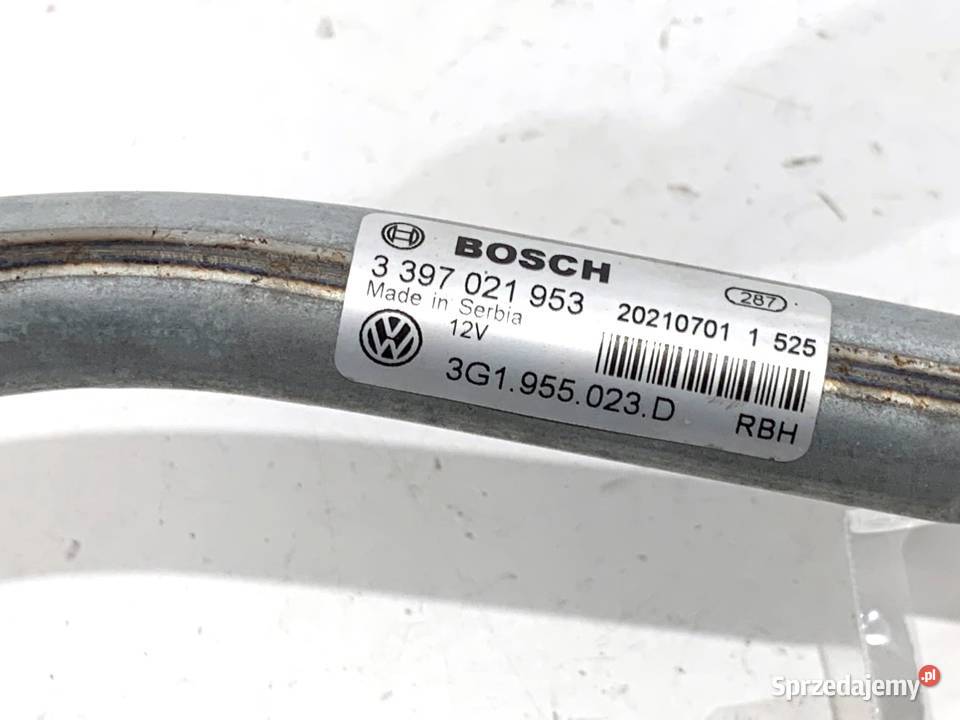 BOSCH
3 397 021 953
287
Made in Serbia
20210701 1 525
12V
3G1.955.023.D
RBH
Sprzedajemy.pl